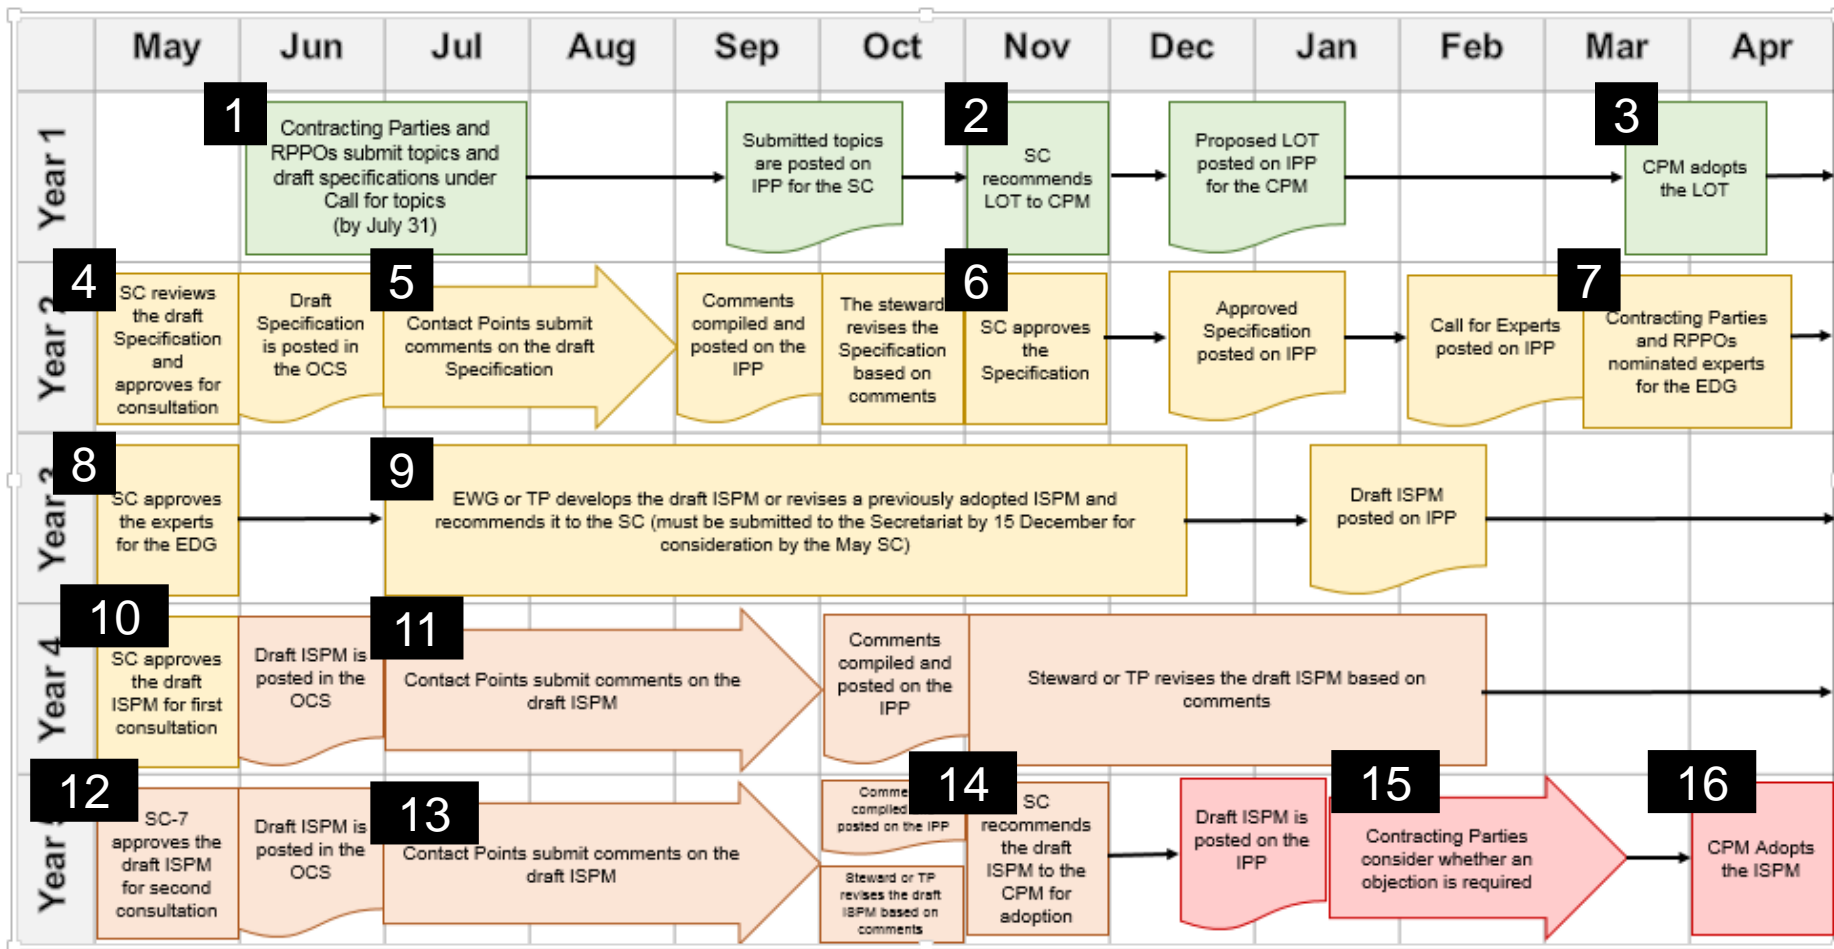 May Jun Jul Aug Sep Oct Nov Dec Jan Feb Mar Apr
Year 1
1
Contracting Parties and
RPPOs submit topics and
draft specifications under
Call for topics
(by July 31)
Submitted topics
are posted on
IPP for the SC
2
SC
recommends
LOT to CPM
Proposed LOT
posted on IPP
for the CPM
3
CPM adopts
the LOT
Year 2
4
SC reviews
the draft
Specification
and
approves for
consultation
Draft
Specification
is posted in
the OCS
5
Contact Points submit
comments on the draft
Specification
Comments
compiled and
posted on the
IPP
The steward
revises the
Specification
based on
comments
6
SC approves
the
Specification
Approved
Specification
posted on IPP
Call for Experts
posted on IPP
7
Contracting Parties
and RPPOs
nominated experts
for the EDG
Year 3
8
SC approves
the experts
for the EDG
9
EWG or TP develops the draft ISPM or revises a previously adopted ISPM and
recommends it to the SC (must be submitted to the Secretariat by 15 December for
consideration by the May SC)
Draft ISPM
posted on IPP
Year 4
10
SC approves
the draft
ISPM for first
consultation
Draft ISPM is
posted in the
OCS
11
Contact Points submit comments on the
draft ISPM
Comments
compiled and
posted on the
IPP
Steward or TP revises the draft ISPM based on
comments
Year
12
SC-7
approves the
draft ISPM
for second
consultation
Draft ISPM is
posted in the
OCS
13
Contact Points submit comments on the
draft ISPM
Comme
compiled
posted on the IPP
Steward or TP
revises the draft
ISPM based on
comments
14
SC
recommends
the draft
ISPM to the
CPM for
adoption
Draft ISPM is
posted on the
IPP
15
Contracting Parties
consider whether an
objection is required
16
CPM Adopts
the ISPM